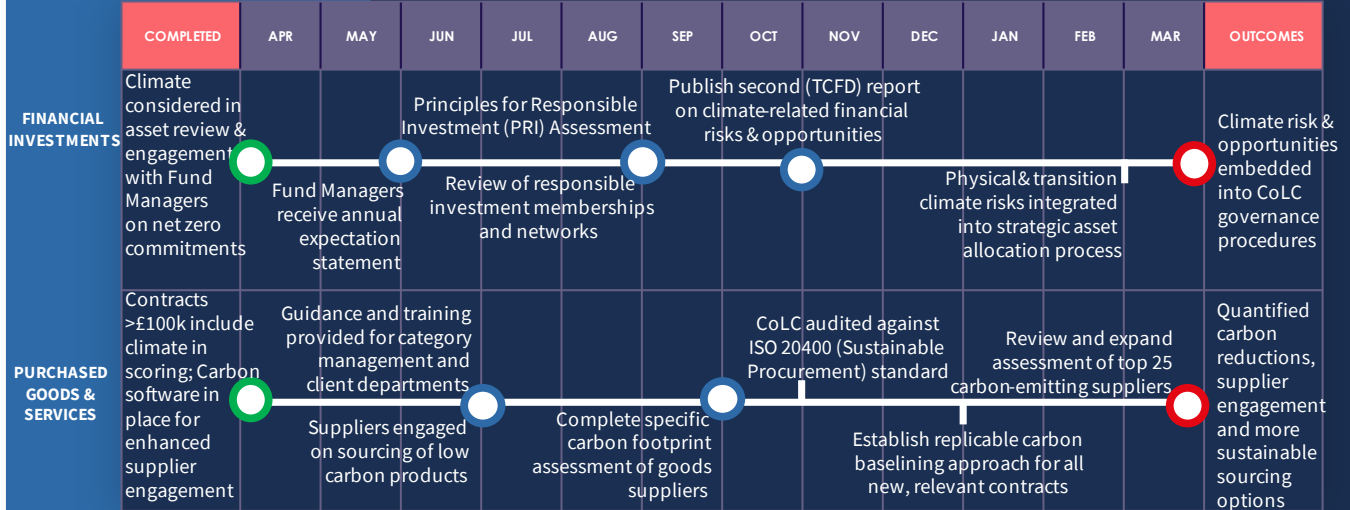 COMPLETED APR MAY JUN JUL AUG SEP OCT NOV DEC JAN FEB MAR OUTCOMES
FINANCIAL
INVESTMENTS
Climate
considered in
asset review &
engagement
with Fund
Managers
on net zero
commitments
Fund Managers
receive annual
expectation
statement
Principles for Responsible
Investment (PRI) Assessment
Review of responsible
investment memberships
and networks
Publish second (TCFD) report
on climate-related financial
risks & opportunities
Physical& transition
climate risks integrated
into strategic asset
allocation process
Climate risk &
opportunities
embedded
into CoLC
governance
procedures
PURCHASED
GOODS &
SERVICES
Contracts
>£100k include
climate in
scoring; Carbon
software in
place for
enhanced
supplier
engagement
Guidance and training
provided for category
management and
client departments
Suppliers engaged
on sourcing of low
carbon products
Complete specific
carbon footprint
assessment of goods
suppliers
CoLC audited against
ISO 20400 (Sustainable
Procurement) standard
Establish replicable carbon
baselining approach for all
new, relevant contracts
Review and expand
assessment of top 25
carbon-emitting suppliers
Quantified
carbon
reductions,
supplier
engagement
and more
sustainable
sourcing
options